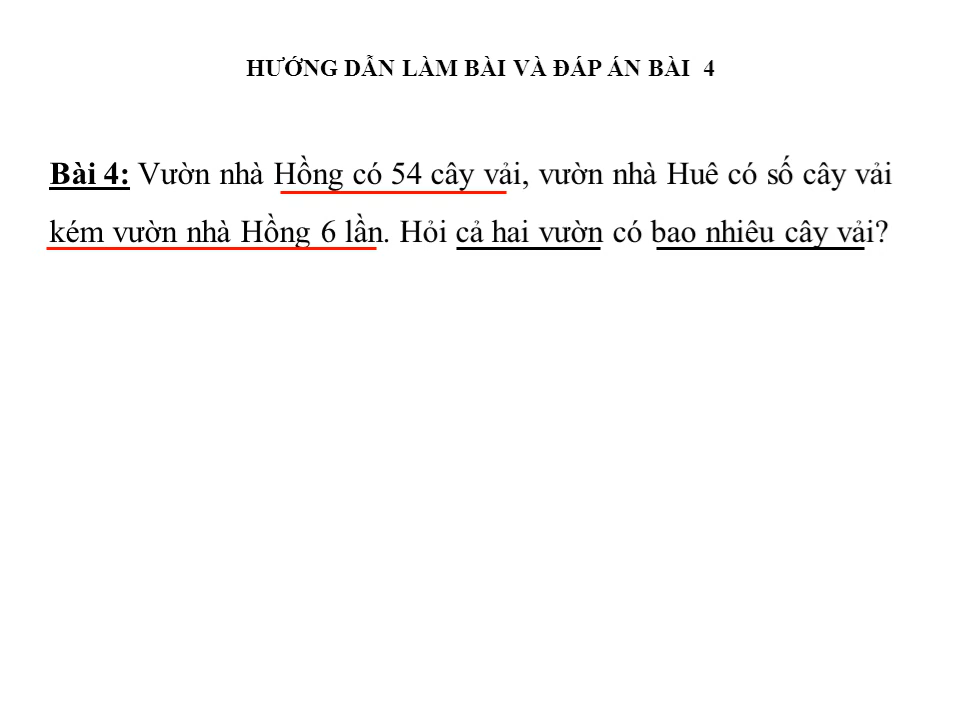 HƯỚNG DẪN LÀM BÀI VÀ ĐÁP ÁN BÀI 4
Bài 4: Vườn nhà Hồng có 54 cây vải, vườn nhà Huê có số cây vải
kém vườn nhà Hồng 6 lần. Hỏi cả hai vườn có bao nhiêu cây vải?